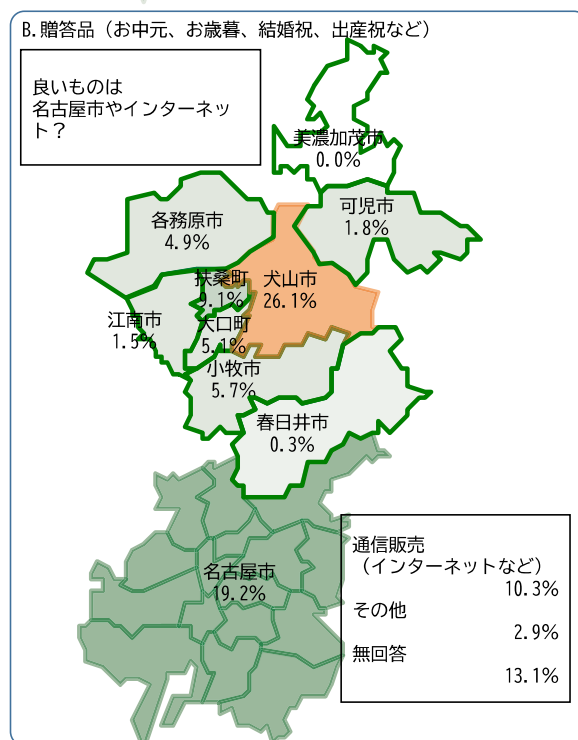 B.贈答品（お中元、お歳暮、結婚祝、出産祝など）
良いものは
名古屋市やインターネッ
ト？
美濃加茂市
0.0%
各務原市
4.9%
可児市
1.8%
扶桑町
9.1%
犬山市
26.1%
江南市
1.5%
大口町
5.1%
小牧市
5.7%
春日井市
0.3%
名古屋市
19.2%
通信販売
（インターネットなど）
10.3%
その他
2.9%
無回答
13.1%